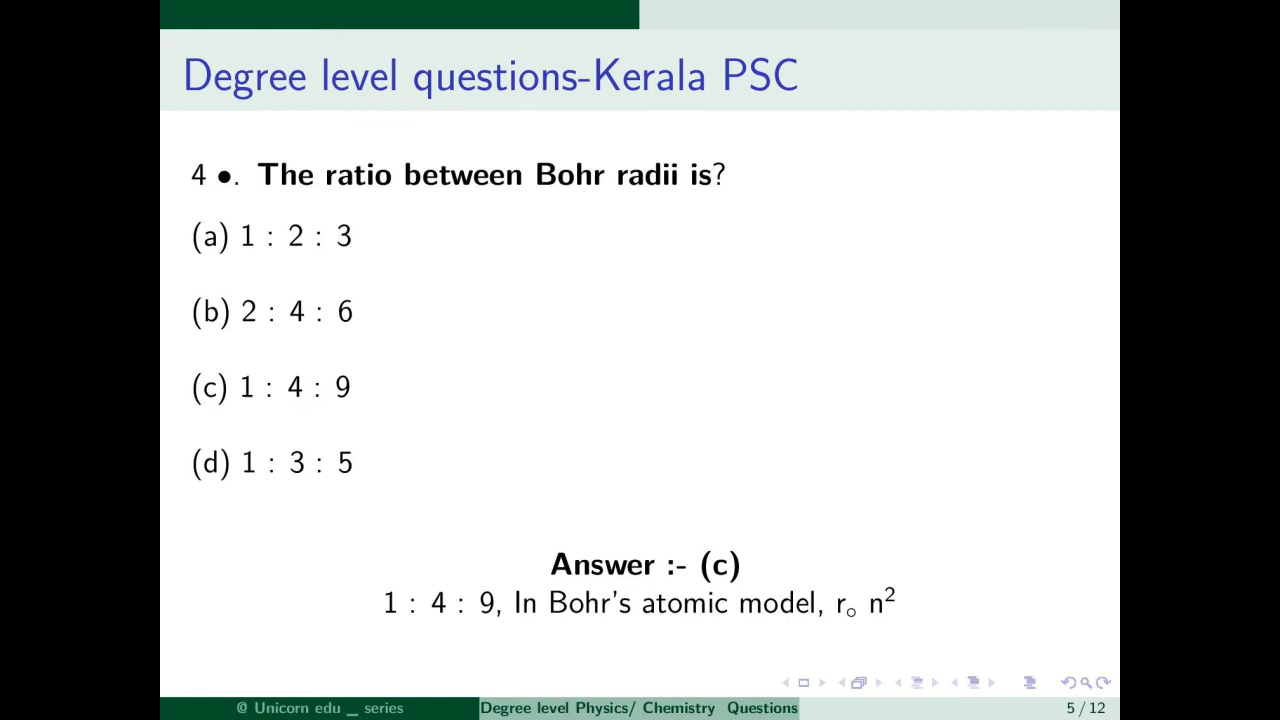 Degree level questions-Kerala PSC
4 •. The ratio between Bohr radii is?
(a) 1 : 2 : 3
(b) 2 : 4 : 6
(c) 1 : 4 : 9
(d) 1 : 3 : 5
Answer :- (c)
1 : 4 : 9, In Bohr's atomic model, r₀ n²
@ Unicorn edu _ series Degree level Physics/ Chemistry Questions 5 / 12